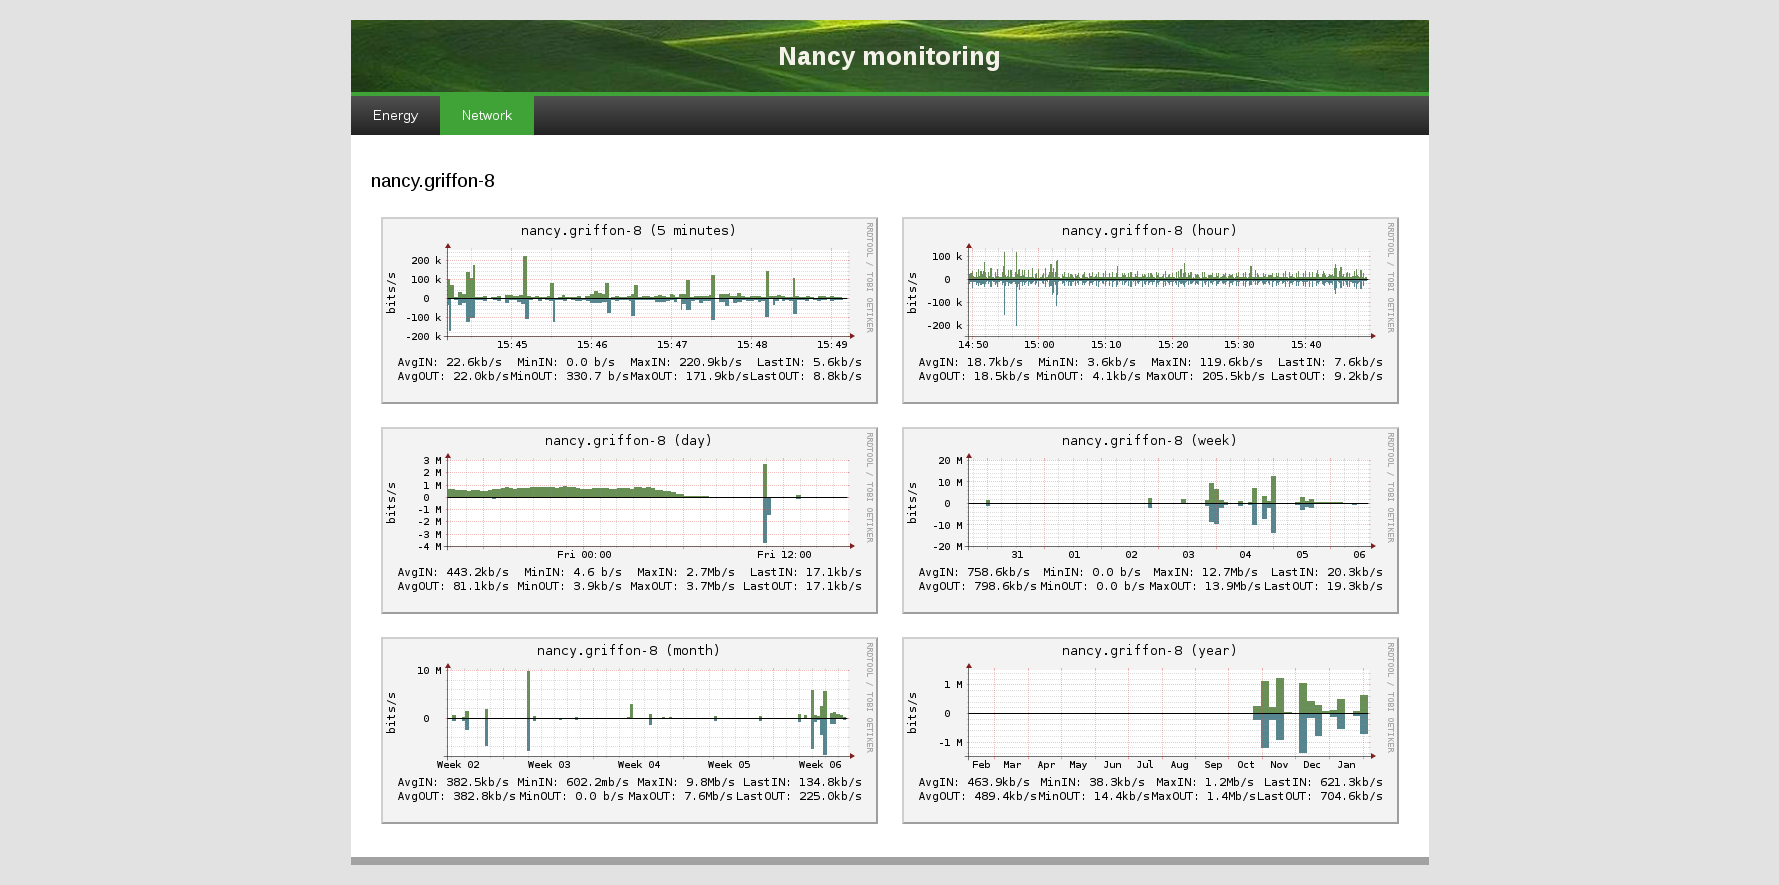 Nancy monitoring
Energy
Network
nancy.griffon-8
nancy.griffon-8 (5 minutes)
RRDTOOL / TOBI OETIKER
bits/s
200 k
100 k
0
-100 k
-200 k
15:45 15:46 15:47 15:48 15:49
AvgIN: 22.6kb/s MinIN: 0.0 b/s MaxIN: 220.9kb/s LastIN: 5.6kb/s
AvgOUT: 22.0kb/s MinOUT: 330.7 b/s MaxOUT: 171.9kb/s LastOUT: 8.8kb/s
nancy.griffon-8 (hour)
RRDTOOL / TOBI OETIKER
bits/s
100 k
0
-100 k
-200 k
14:50 15:00 15:10 15:20 15:30 15:40
AvgIN: 18.7kb/s MinIN: 3.6kb/s MaxIN: 119.6kb/s LastIN: 7.6kb/s
AvgOUT: 18.5kb/s MinOUT: 4.1kb/s MaxOUT: 205.5kb/s LastOUT: 9.2kb/s
nancy.griffon-8 (day)
RRDTOOL / TOBI OETIKER
bits/s
3 M
2 M
1 M
0
-1 M
-2 M
-3 M
-4 M
Fri 00:00 Fri 12:00
AvgIN: 443.2kb/s MinIN: 4.6 b/s MaxIN: 2.7Mb/s LastIN: 17.1kb/s
AvgOUT: 81.1kb/s MinOUT: 3.9kb/s MaxOUT: 3.7Mb/s LastOUT: 17.1kb/s
nancy.griffon-8 (week)
RRDTOOL / TOBI OETIKER
bits/s
20 M
10 M
0
-10 M
-20 M
31 01 02 03 04 05 06
AvgIN: 758.6kb/s MinIN: 0.0 b/s MaxIN: 12.7Mb/s LastIN: 20.3kb/s
AvgOUT: 798.6kb/s MinOUT: 0.0 b/s MaxOUT: 13.9Mb/s LastOUT: 19.3kb/s
nancy.griffon-8 (month)
RRDTOOL / TOBI OETIKER
bits/s
10 M
0
Week 02 Week 03 Week 04 Week 05 Week 06
AvgIN: 382.5kb/s MinIN: 602.2mb/s MaxIN: 9.8Mb/s LastIN: 134.8kb/s
AvgOUT: 382.8kb/s MinOUT: 0.0 b/s MaxOUT: 7.6Mb/s LastOUT: 225.0kb/s
nancy.griffon-8 (year)
RRDTOOL / TOBI OETIKER
bits/s
1 M
0
-1 M
Feb Mar Apr May Jun Jul Aug Sep Oct Nov Dec Jan
AvgIN: 463.9kb/s MinIN: 38.3kb/s MaxIN: 1.2Mb/s LastIN: 621.3kb/s
AvgOUT: 489.4kb/s MinOUT: 14.4kb/s MaxOUT: 1.4Mb/s LastOUT: 704.6kb/s